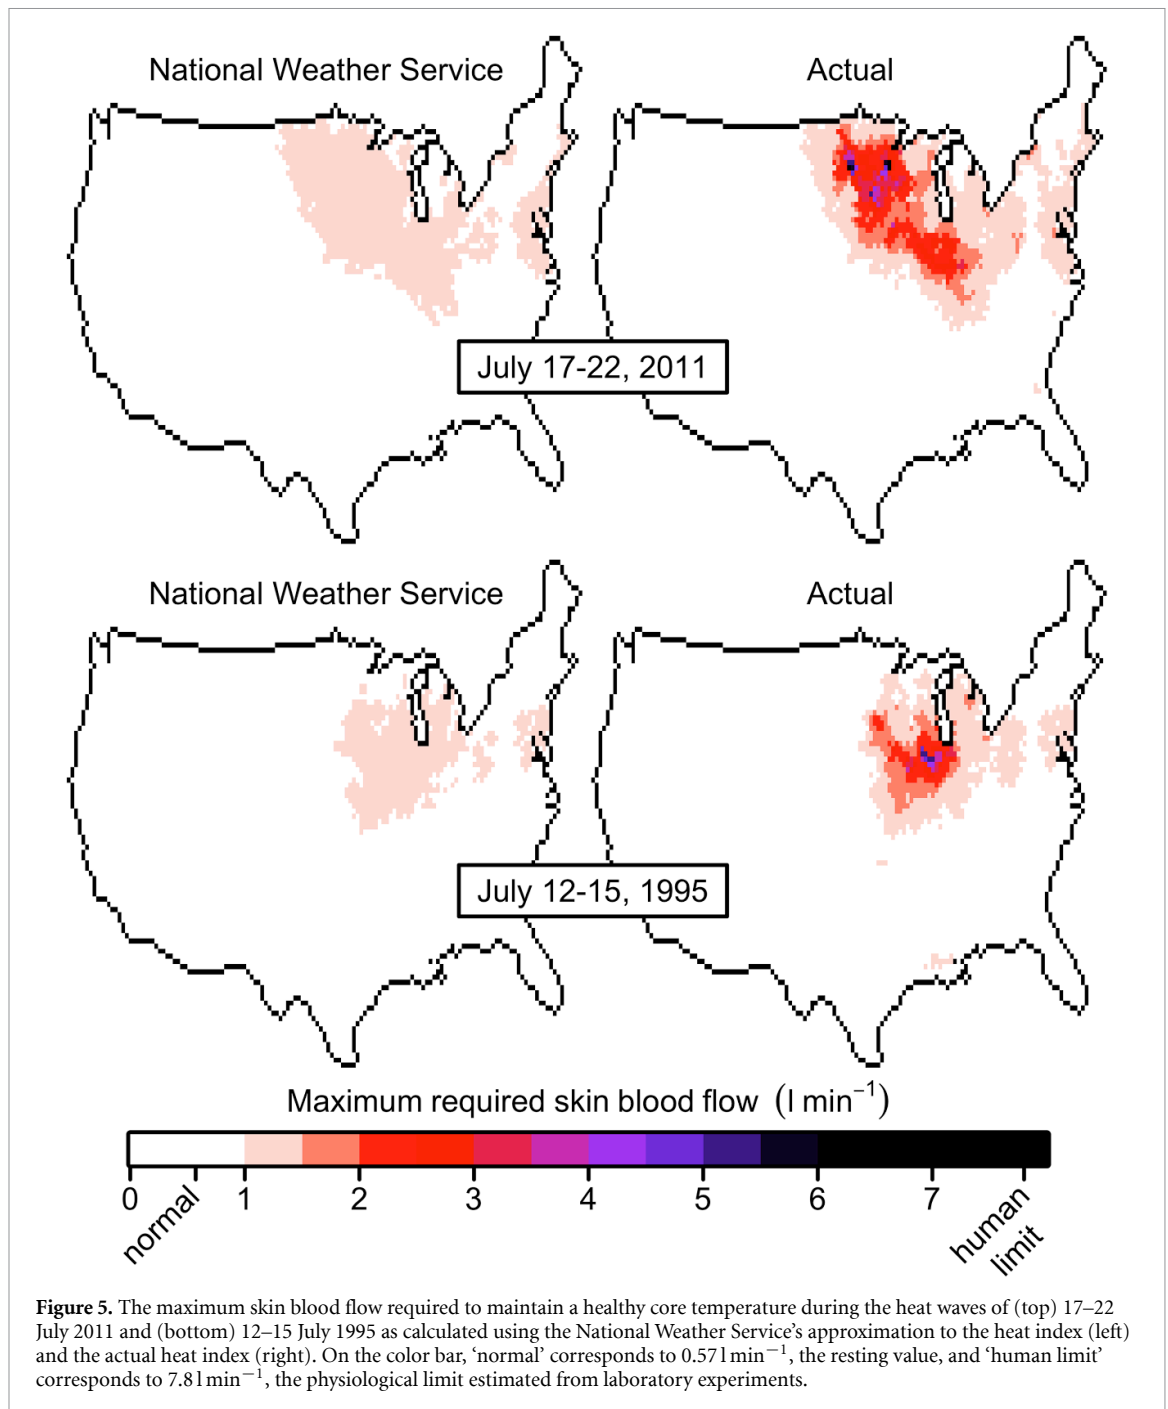 National Weather Service
Actual
July 17-22, 2011
National Weather Service
Actual
July 12-15, 1995
Maximum required skin blood flow (l min⁻¹)
0 normal 1 2 3 4 5 6 7 human limit
Figure 5. The maximum skin blood flow required to maintain a healthy core temperature during the heat waves of (top) 17–22
July 2011 and (bottom) 12–15 July 1995 as calculated using the National Weather Service's approximation to the heat index (left)
and the actual heat index (right). On the color bar, 'normal' corresponds to 0.57 l min⁻¹, the resting value, and 'human limit'
corresponds to 7.8 l min⁻¹, the physiological limit estimated from laboratory experiments.